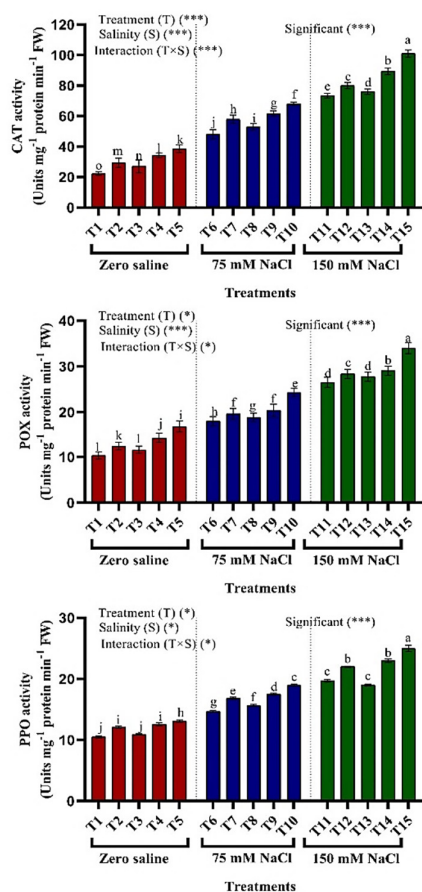 Treatment (T) (***)
Salinity (S) (***)
Interaction (T×S) (***)
Significant (***)
CAT activity
(Units mg-1 protein min-1 FW)
120
100
80
60
40
20
0
o m n l k j h i g f e c d b a
T1 T2 T3 T4 T5 T6 T7 T8 T9 T10 T11 T12 T13 T14 T15
Zero saline 75 mM NaCl 150 mM NaCl
Treatments
Treatment (T) (*)
Salinity (S) (***)
Interaction (T×S) (*)
Significant (***)
POX activity
(Units mg-1 protein min-1 FW)
40
30
20
10
0
l k l j i h f g f e d c d b a
T1 T2 T3 T4 T5 T6 T7 T8 T9 T10 T11 T12 T13 T14 T15
Zero saline 75 mM NaCl 150 mM NaCl
Treatments
Treatment (T) (*)
Salinity (S) (*)
Interaction (T×S) (*)
Significant (***)
PPO activity
(Units mg-1 protein min-1 FW)
30
20
10
0
j i j i h g e f d c c b c b a
T1 T2 T3 T4 T5 T6 T7 T8 T9 T10 T11 T12 T13 T14 T15
Zero saline 75 mM NaCl 150 mM NaCl
Treatments